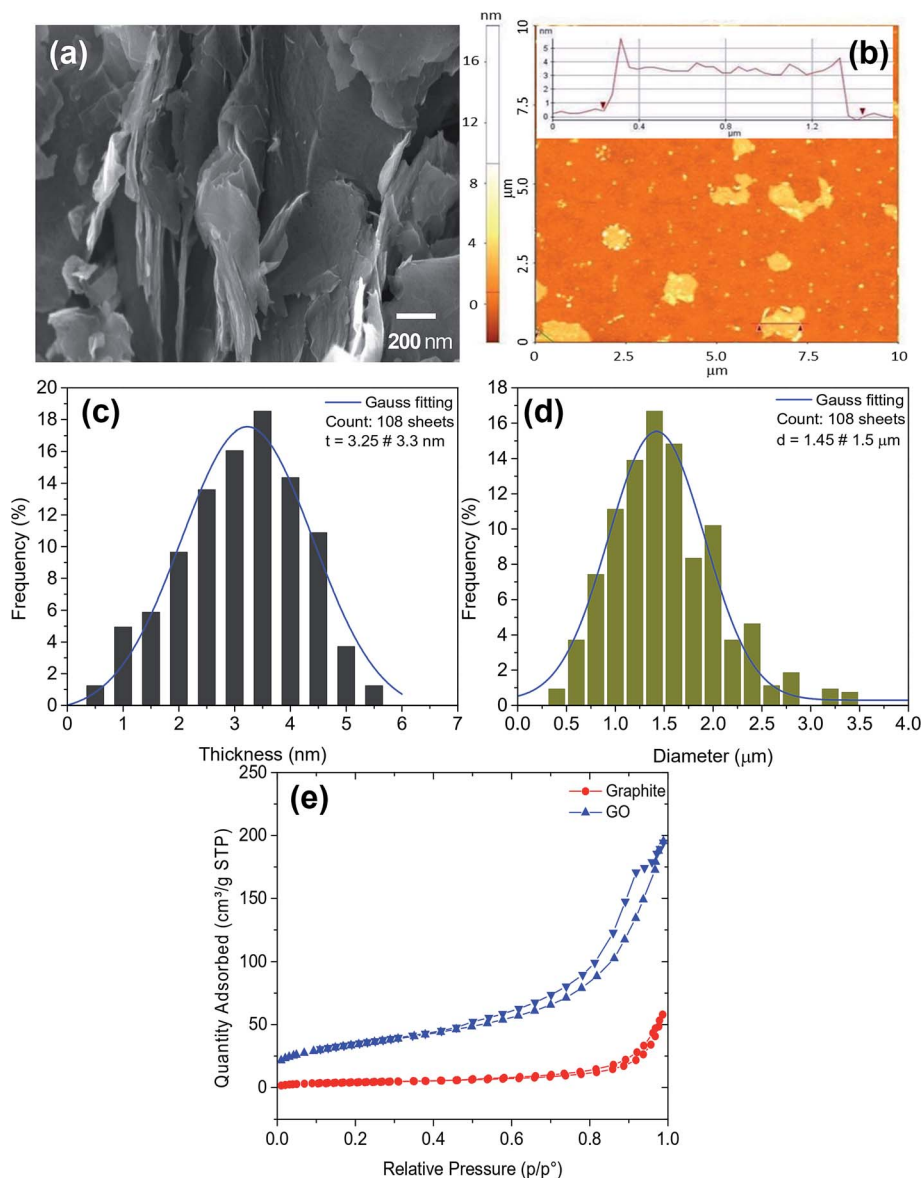 (a)
200 nm
nm
16
12
8
4
0
(b)
nm
5
4
3
2
1
0
0
0.4
0.8
1.2
μm
10
7.5
5.0
2.5
0
μm
0
2.5
5.0
7.5
10
μm
(c)
Gauss fitting
Count: 108 sheets
t = 3.25 # 3.3 nm
20
18
16
14
12
10
8
6
4
2
0
Frequency (%)
0 1 2 3 4 5 6 7
Thickness (nm)
(d)
Gauss fitting
Count: 108 sheets
d = 1.45 # 1.5 μm
18
16
14
12
10
8
6
4
2
0
Frequency (%)
0.0 0.5 1.0 1.5 2.0 2.5 3.0 3.5 4.0
Diameter (μm)
(e)
Graphite
GO
250
200
150
100
50
0
Quantity Adsorbed (cm³/g STP)
0.0 0.2 0.4 0.6 0.8 1.0
Relative Pressure (p/p°)